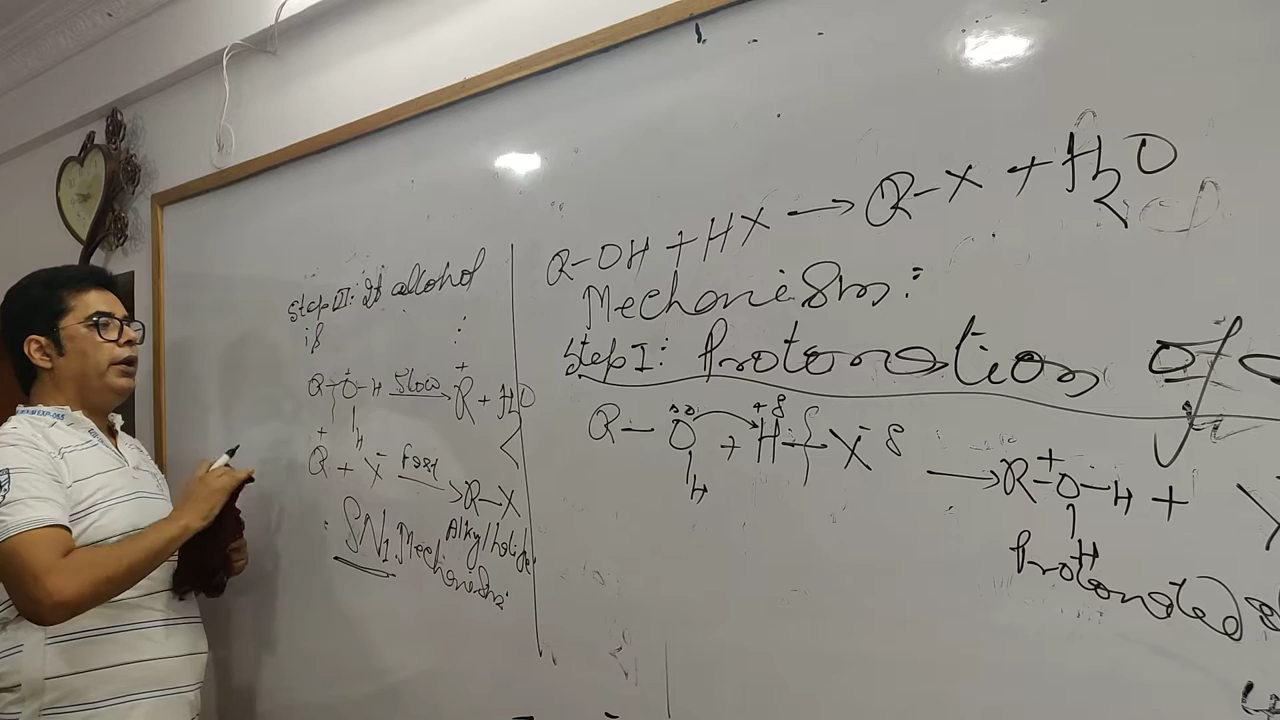 R-OH + HX → R-X + H2O
Mechanism:
Step I: Protonation of a
R-O + H-X
+δ -δ
H
→ R-O-H +
+
H
Protonated
Step II: If alcohol
is
R-O-H Slow → R + H2O
+ +
H
R + X Fast → R-X
+ -
Alkyl halide
SN1 Mechanism